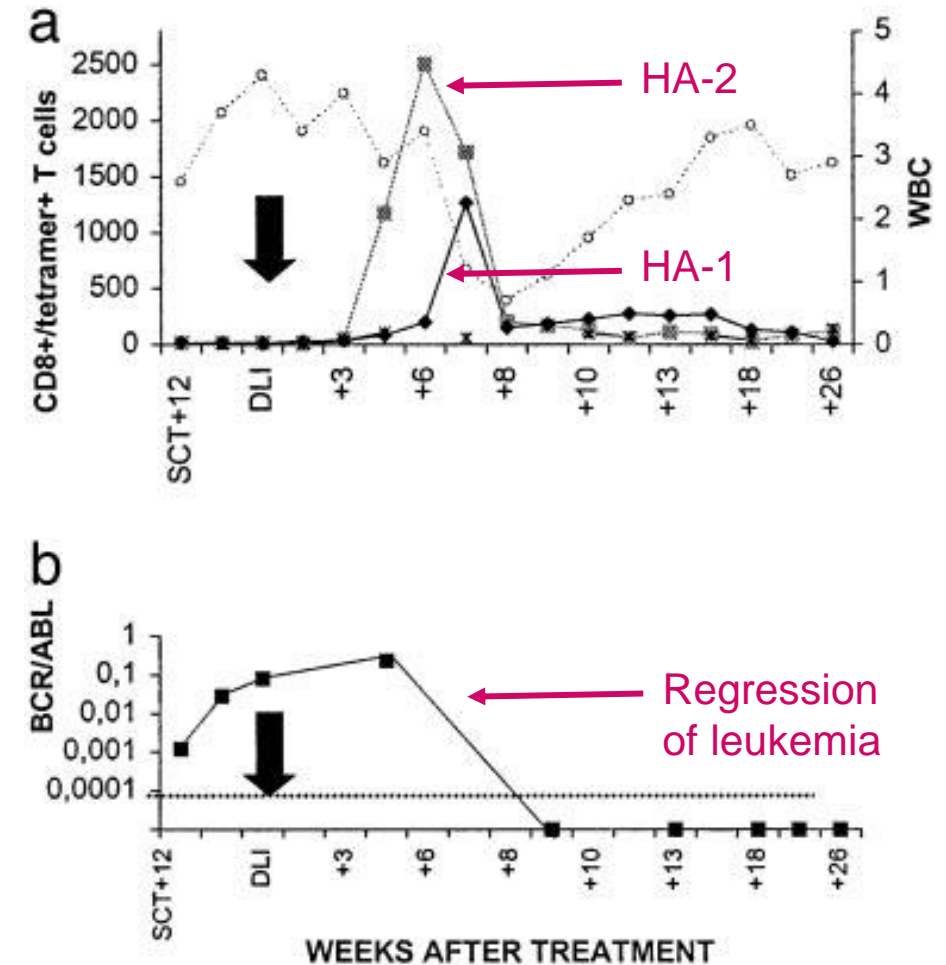 a
CD8+/tetramer+ T cells
2500
2000
1500
1000
500
0
5
4
3
2
1
0
WBC
HA-2
HA-1
SCT+12
DLI
+3
+6
+8
+10
+13
+18
+26
b
BCR/ABL
1
0,1
0,01
0,001
0,0001
Regression
of leukemia
SCT+12
DLI
+3
+6
+8
+10
+13
+18
+26
WEEKS AFTER TREATMENT